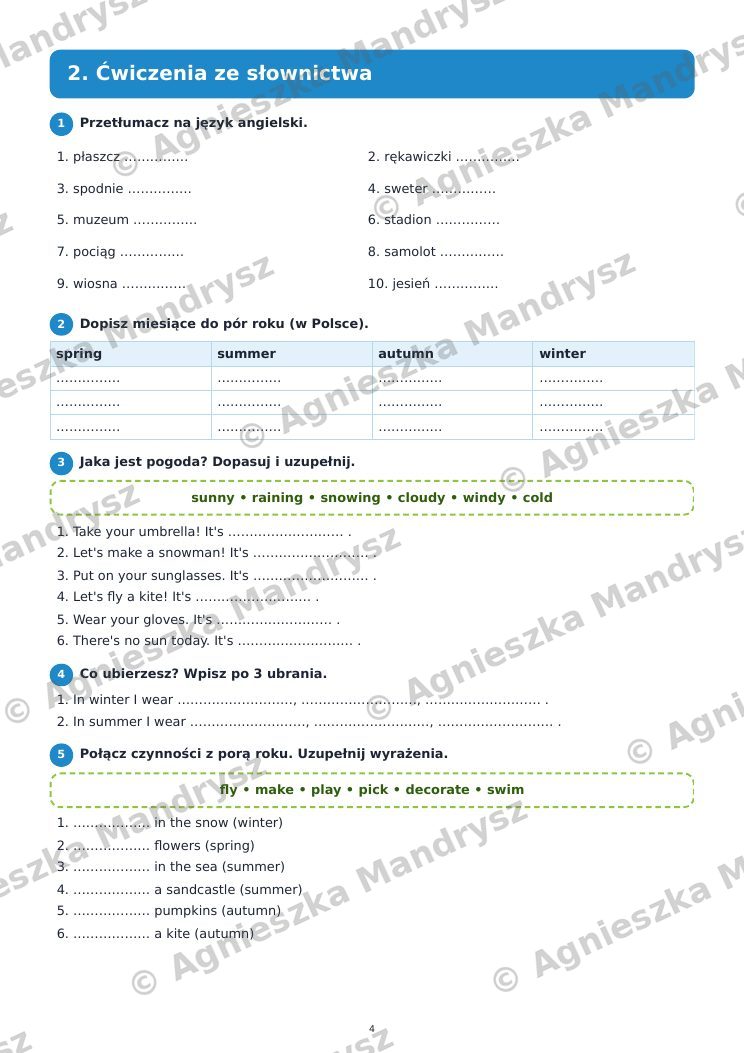 2. Ćwiczenia ze słownictwa
1 Przetłumacz na język angielski.
1. płaszcz ............... 2. rękawiczki ...............
3. spodnie ............... 4. sweter ...............
5. muzeum ............... 6. stadion ...............
7. pociąg ............... 8. samolot ...............
9. wiosna ............... 10. jesień ...............
2 Dopisz miesiące do pór roku (w Polsce).
spring summer autumn winter
............... ............... ............... ...............
............... ............... ............... ...............
............... ............... ............... ...............
3 Jaka jest pogoda? Dopasuj i uzupełnij.
sunny • raining • snowing • cloudy • windy • cold
1. Take your umbrella! It's ........................... .
2. Let's make a snowman! It's ........................... .
3. Put on your sunglasses. It's ........................... .
4. Let's fly a kite! It's ........................... .
5. Wear your gloves. It's ........................... .
6. There's no sun today. It's ........................... .
4 Co ubierzesz? Wpisz po 3 ubrania.
1. In winter I wear ..........................., ..........................., ........................... .
2. In summer I wear ..........................., ..........................., ........................... .
5 Połącz czynności z porą roku. Uzupełnij wyrażenia.
fly • make • play • pick • decorate • swim
1. .................. in the snow (winter)
2. .................. flowers (spring)
3. .................. in the sea (summer)
4. .................. a sandcastle (summer)
5. .................. pumpkins (autumn)
6. .................. a kite (autumn)
4
© Agnieszka Mandrysz